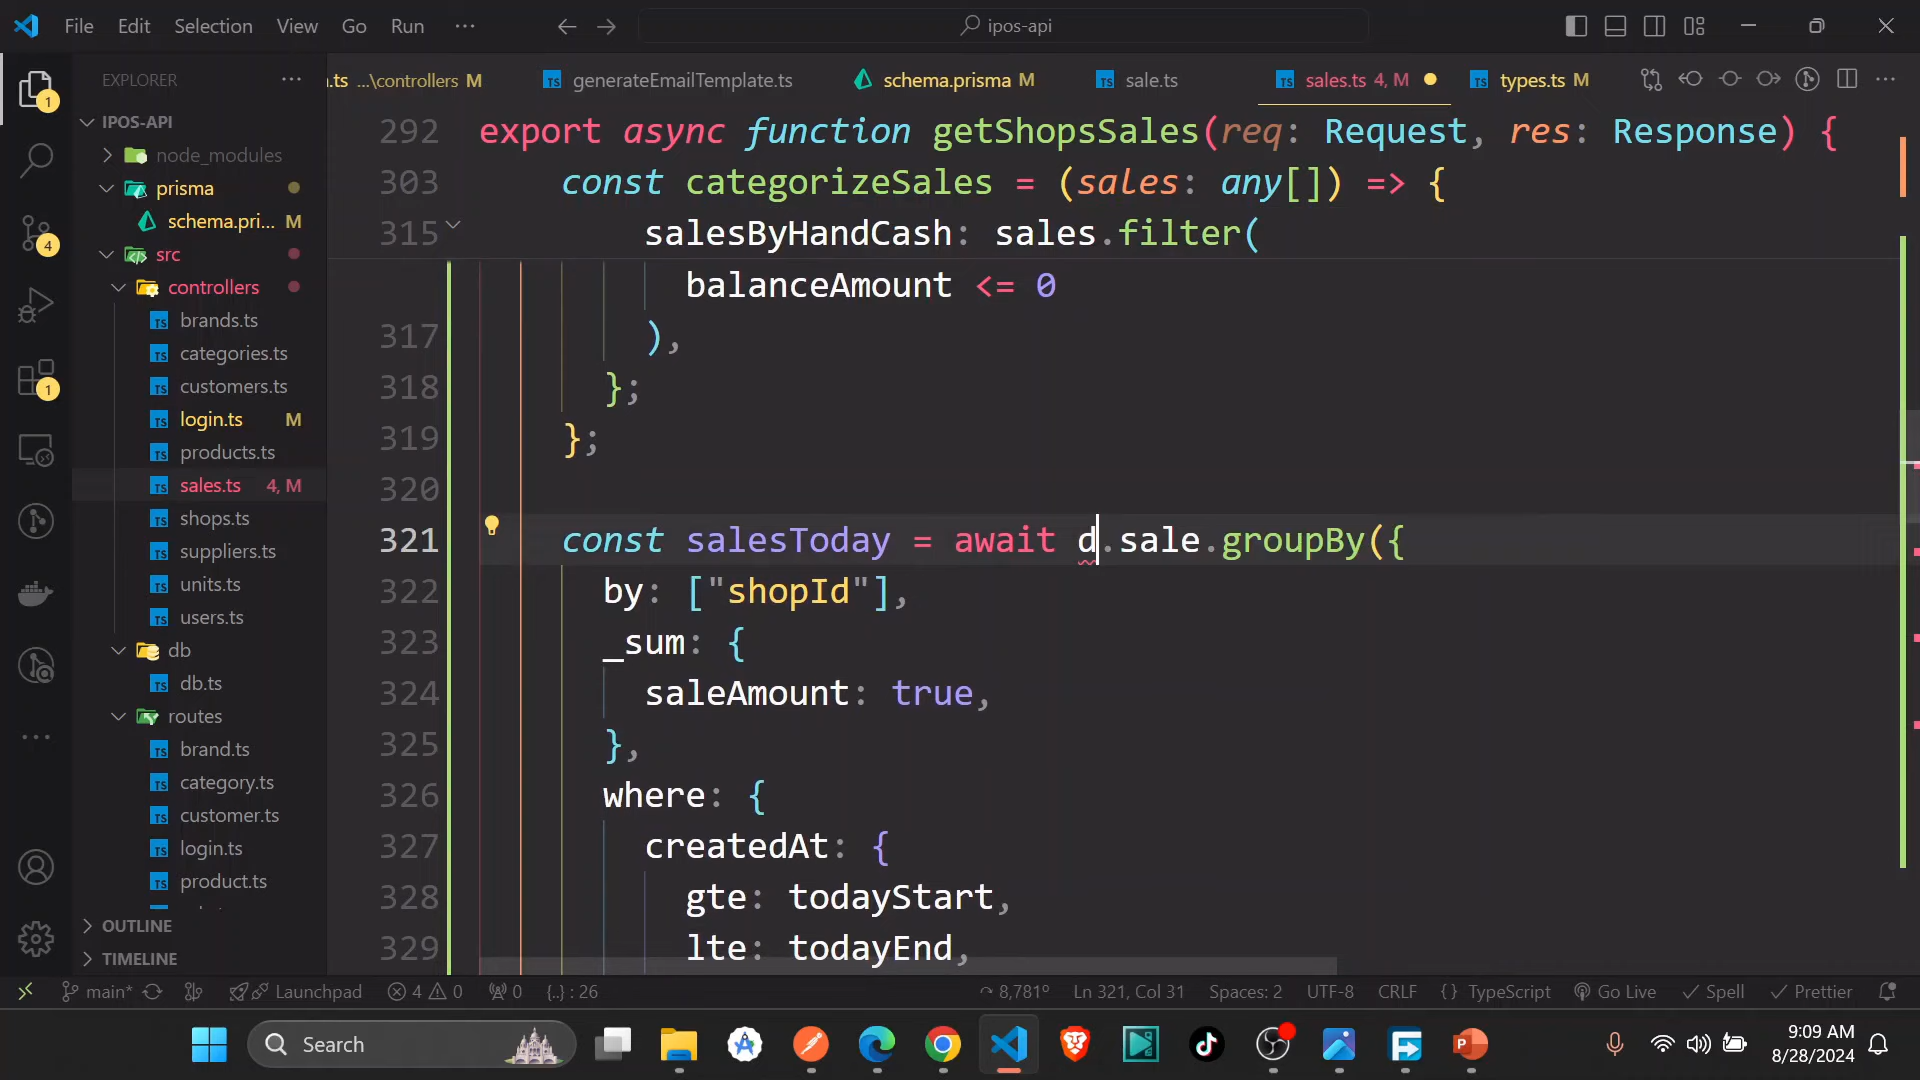 File Edit Selection View Go Run ··· ipos-api
EXPLORER ···
.ts ...\controllers M generateEmailTemplate.ts schema.prisma M sale.ts sales.ts 4, M types.ts M ···
IPOS-API
node_modules
prisma
schema.pri... M
src
controllers
brands.ts
categories.ts
customers.ts
login.ts M
products.ts
sales.ts 4, M
shops.ts
suppliers.ts
units.ts
users.ts
db
db.ts
routes
brand.ts
category.ts
customer.ts
login.ts
product.ts
OUTLINE
TIMELINE
292 export async function getShopsSales(req: Request, res: Response) {
303 const categorizeSales = (sales: any[]) => {
315 salesByHandCash: sales.filter(
balanceAmount <= 0
317 ),
318 };
319 };
320
321 const salesToday = await d.sale.groupBy({
322 by: ["shopId"],
323 _sum: {
324 saleAmount: true,
325 },
326 where: {
327 createdAt: {
328 gte: todayStart,
329 lte: todayEnd,
main* Launchpad 4 0 0 {..} : 26 8,781° Ln 321, Col 31 Spaces: 2 UTF-8 CRLF {} TypeScript Go Live Spell Prettier
Search
9:09 AM
8/28/2024